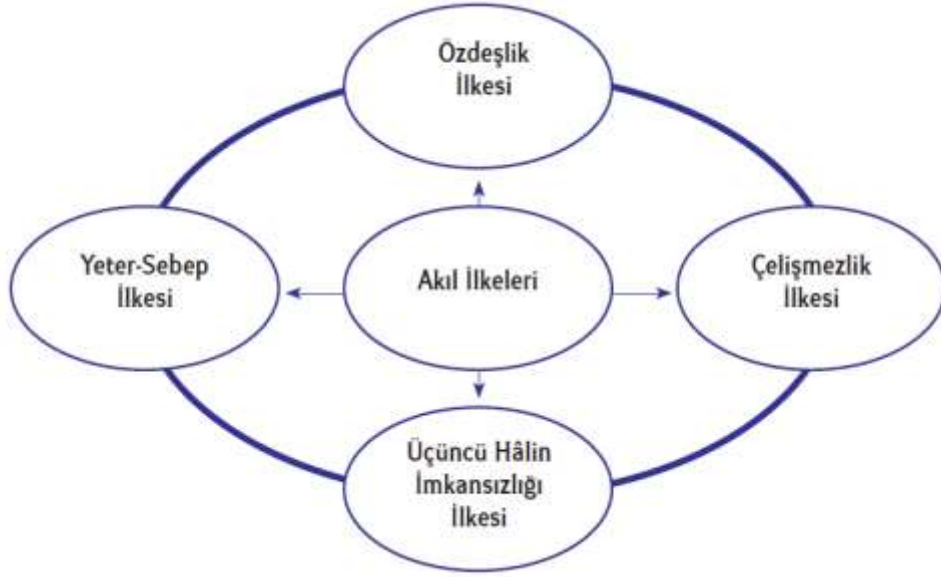 Özdeşlik
İlkesi
Yeter-Sebep
İlkesi
Akıl İlkeleri
Çelişmezlik
İlkesi
Üçüncü Hâlin
İmkansızlığı
İlkesi